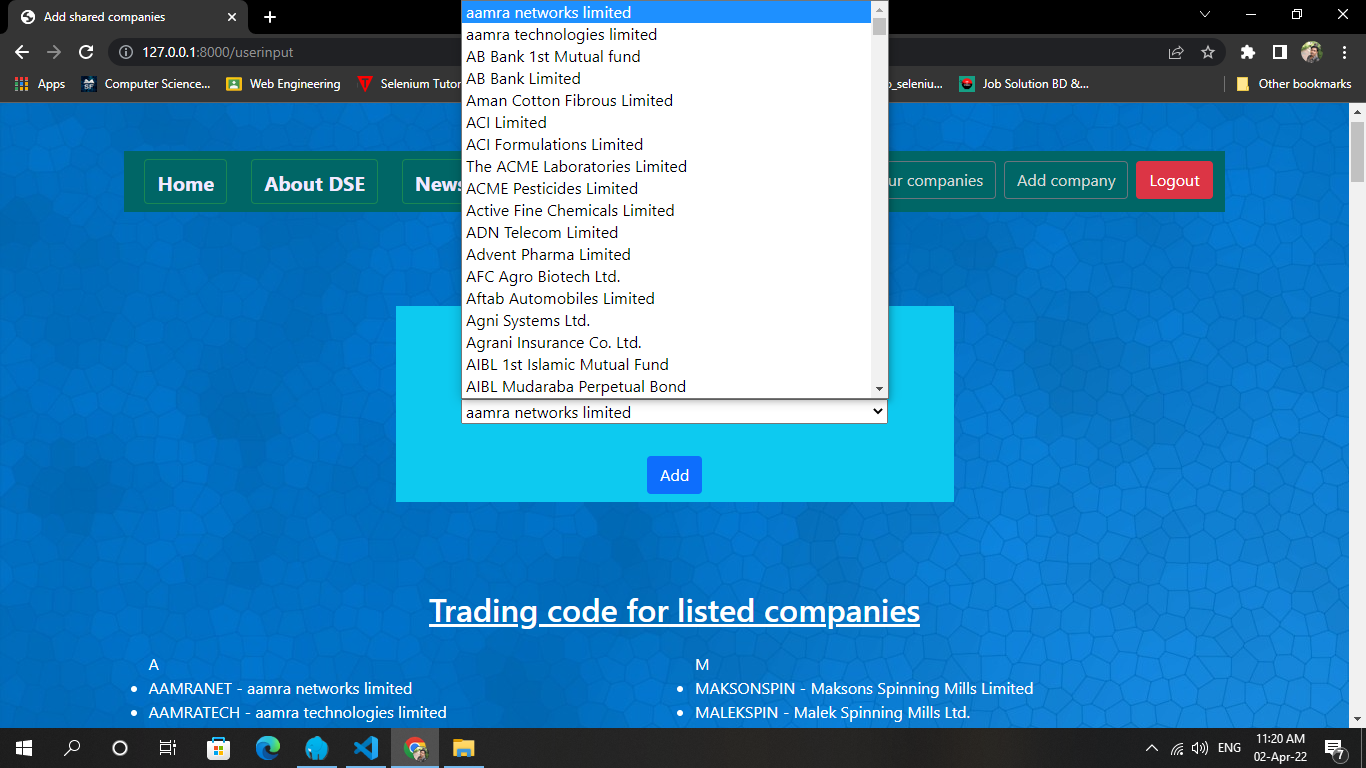 Add shared companies
127.0.0.1:8000/userinput
Apps
Computer Science...
Web Engineering
Selenium Tutor
o_seleniu...
Job Solution BD &...
Other bookmarks
Home
About DSE
News
ur companies
Add company
Logout
aamra networks limited
aamra technologies limited
AB Bank 1st Mutual fund
AB Bank Limited
Aman Cotton Fibrous Limited
ACI Limited
ACI Formulations Limited
The ACME Laboratories Limited
ACME Pesticides Limited
Active Fine Chemicals Limited
ADN Telecom Limited
Advent Pharma Limited
AFC Agro Biotech Ltd.
Aftab Automobiles Limited
Agni Systems Ltd.
Agrani Insurance Co. Ltd.
AIBL 1st Islamic Mutual Fund
AIBL Mudaraba Perpetual Bond
aamra networks limited
Add
Trading code for listed companies
A
AAMRANET - aamra networks limited
AAMRATECH - aamra technologies limited
M
MAKSONSPIN - Maksons Spinning Mills Limited
MALEKSPIN - Malek Spinning Mills Ltd.
ENG
11:20 AM
02-Apr-22
7